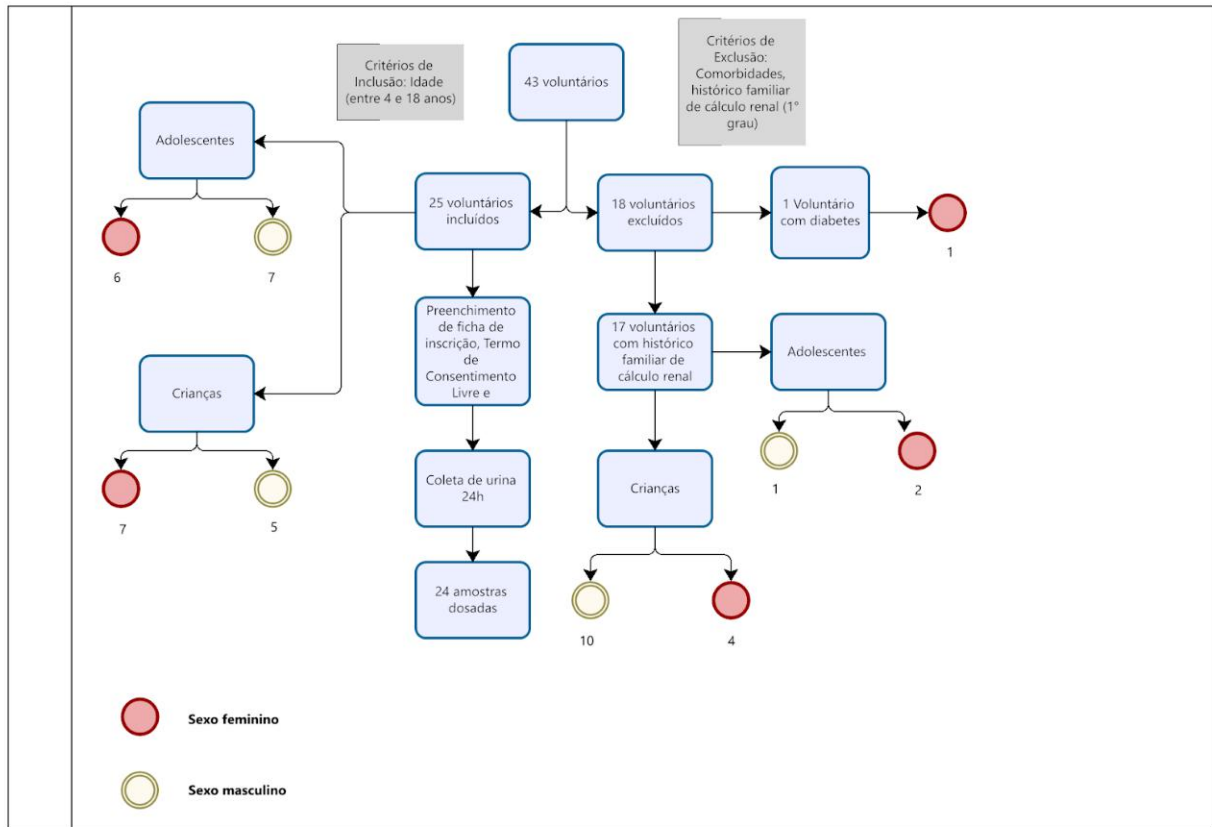 Critérios de
Inclusão: Idade
(entre 4 e 18 anos)
43 voluntários
Critérios de
Exclusão:
Comorbidades,
histórico familiar
de cálculo renal (1°
grau)
Adolescentes
6
7
25 voluntários
incluídos
18 voluntários
excluídos
1 Voluntário
com diabetes
1
Preenchimento
de ficha de
inscrição, Termo
de
Consentimento
Livre e
17 voluntários
com histórico
familiar de
cálculo renal
Adolescentes
1
2
Crianças
7
5
Coleta de urina
24h
Crianças
10
4
24 amostras
dosadas
Sexo feminino
Sexo masculino